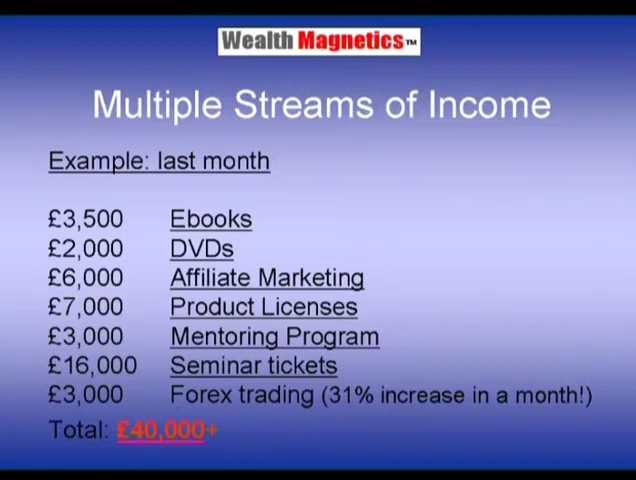 Wealth Magnetics™
Multiple Streams of Income
Example: last month
£3,500 Ebooks
£2,000 DVDs
£6,000 Affiliate Marketing
£7,000 Product Licenses
£3,000 Mentoring Program
£16,000 Seminar tickets
£3,000 Forex trading (31% increase in a month!)
Total: £40,000+